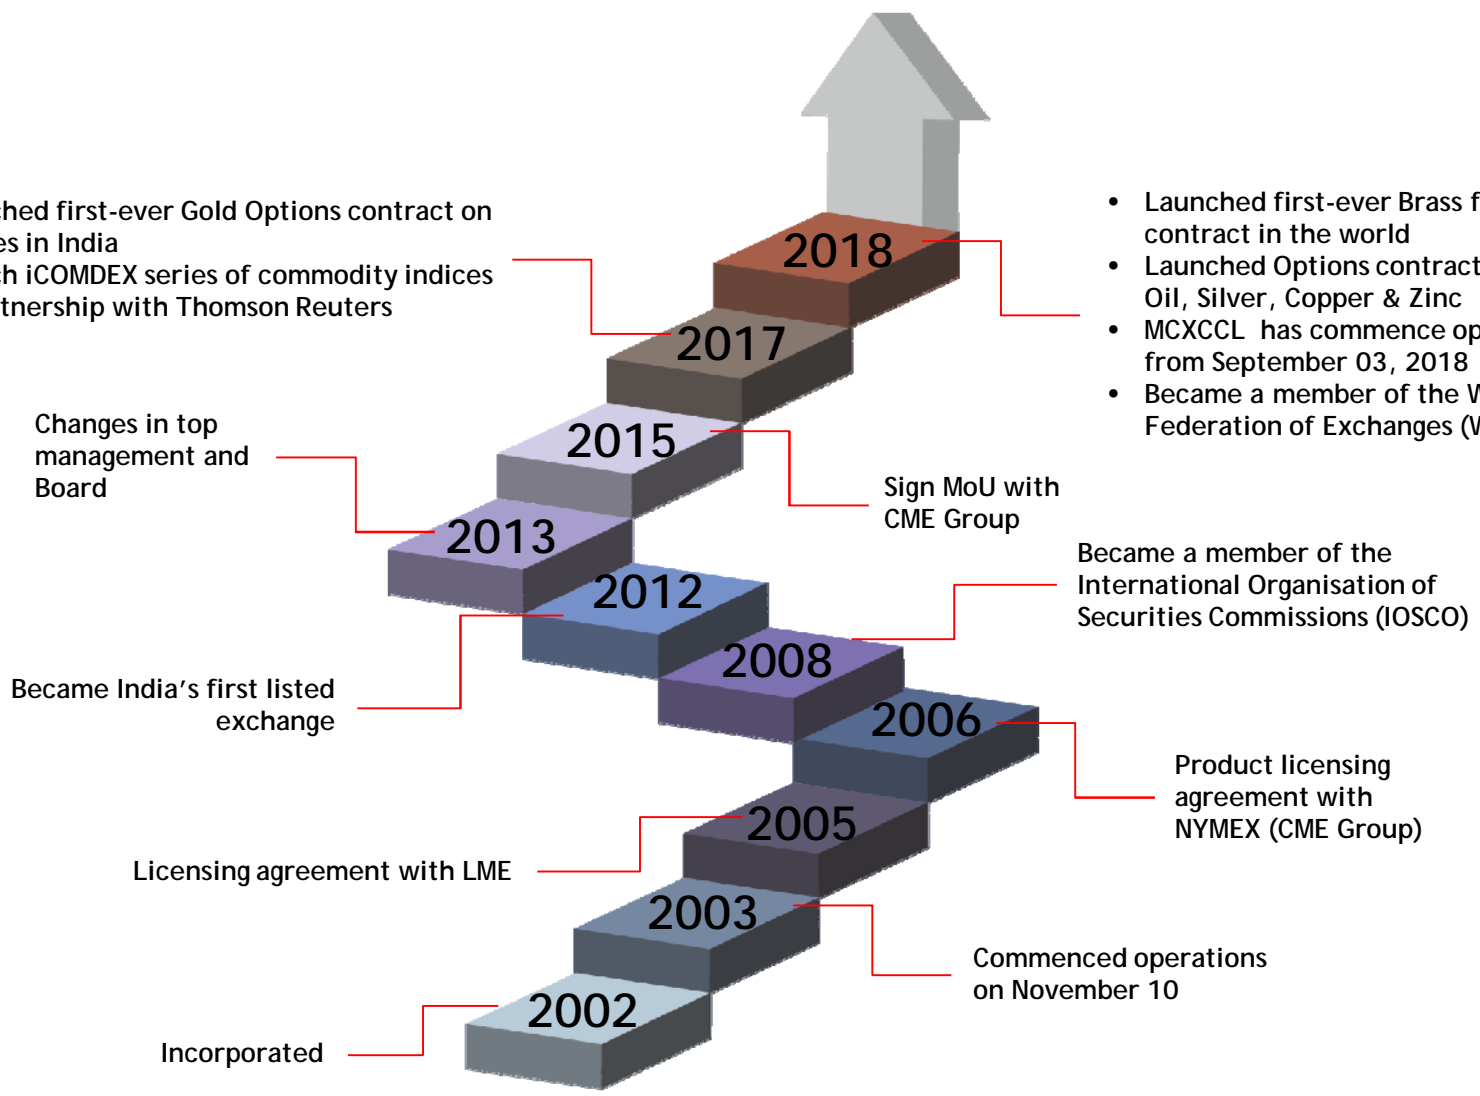 first-ever Gold Options contract on
in India
iCOMDEX series of commodity indices
with Thomson Reuters
2018
• Launched first-ever Brass
contract in the world
• Launched Options
Oil, Silver, Copper & Zinc
• MCXCCL has commence
from September 03, 2018
• Became a member of the
Federation of Exchanges
2017
Changes in top
management and
Board
2015
Sign MoU with
CME Group
2013
2012
Became a member of the
International Organisation of
Securities Commissions (IOSCO)
2008
Became India’s first listed
exchange
2006
Product licensing
agreement with
NYMEX (CME Group)
2005
Licensing agreement with LME
2003
Commenced operations
on November 10
2002
Incorporated